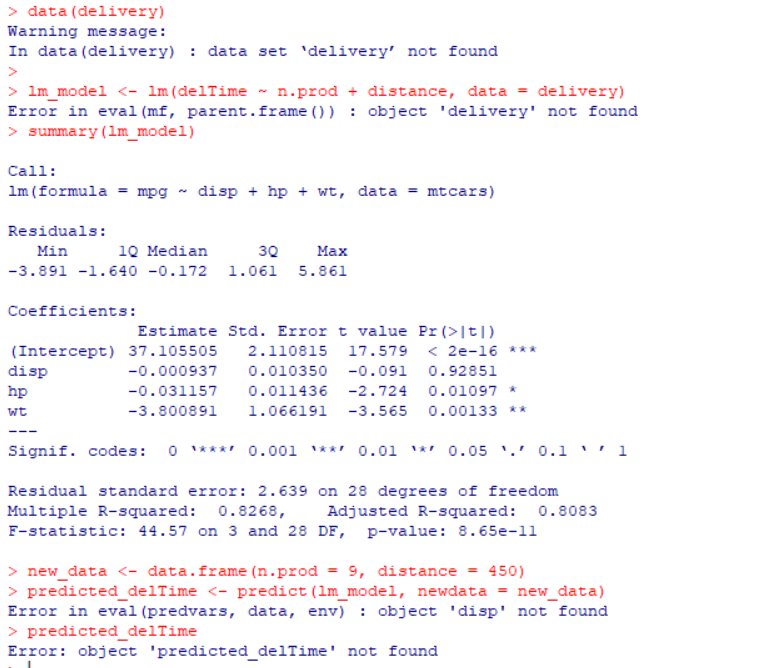 > data(delivery)
Warning message:
In data(delivery) : data set ‘delivery’ not found
>
> lm_model <- lm(delTime ~ n.prod + distance, data = delivery)
Error in eval(mf, parent.frame()) : object 'delivery' not found
> summary(lm_model)

Call:
lm(formula = mpg ~ disp + hp + wt, data = mtcars)

Residuals:
   Min     1Q Median     3Q    Max
-3.891 -1.640 -0.172  1.061  5.861

Coefficients:
             Estimate Std. Error t value Pr(>|t|)
(Intercept) 37.105505   2.110815  17.579  < 2e-16 ***
disp        -0.000937   0.010350  -0.091  0.92851
hp          -0.031157   0.011436  -2.724  0.01097 *
wt          -3.800891   1.066191  -3.565  0.00133 **
---
Signif. codes:  0 ‘***’ 0.001 ‘**’ 0.01 ‘*’ 0.05 ‘.’ 0.1 ‘ ’ 1

Residual standard error: 2.639 on 28 degrees of freedom
Multiple R-squared:  0.8268,    Adjusted R-squared:  0.8083
F-statistic: 44.57 on 3 and 28 DF,  p-value: 8.65e-11

> new_data <- data.frame(n.prod = 9, distance = 450)
> predicted_delTime <- predict(lm_model, newdata = new_data)
Error in eval(predvars, data, env) : object 'disp' not found
> predicted_delTime
Error: object 'predicted_delTime' not found